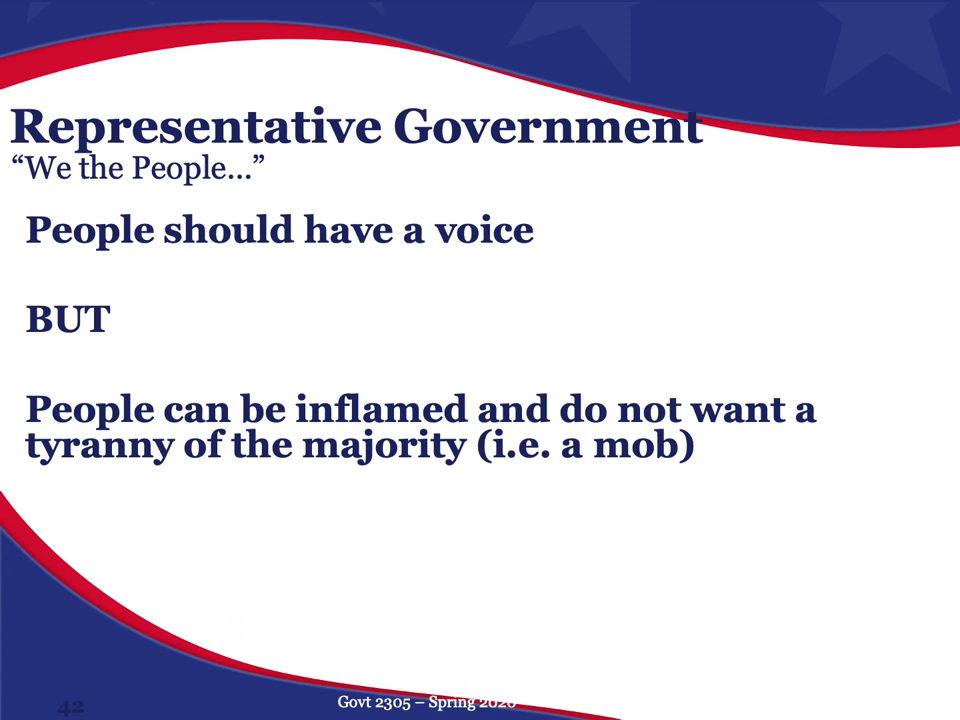 Representative Government
“We the People…”
People should have a voice
BUT
People can be inflamed and do not want a
tyranny of the majority (i.e. a mob)
42
Govt 2305 – Spring 2020